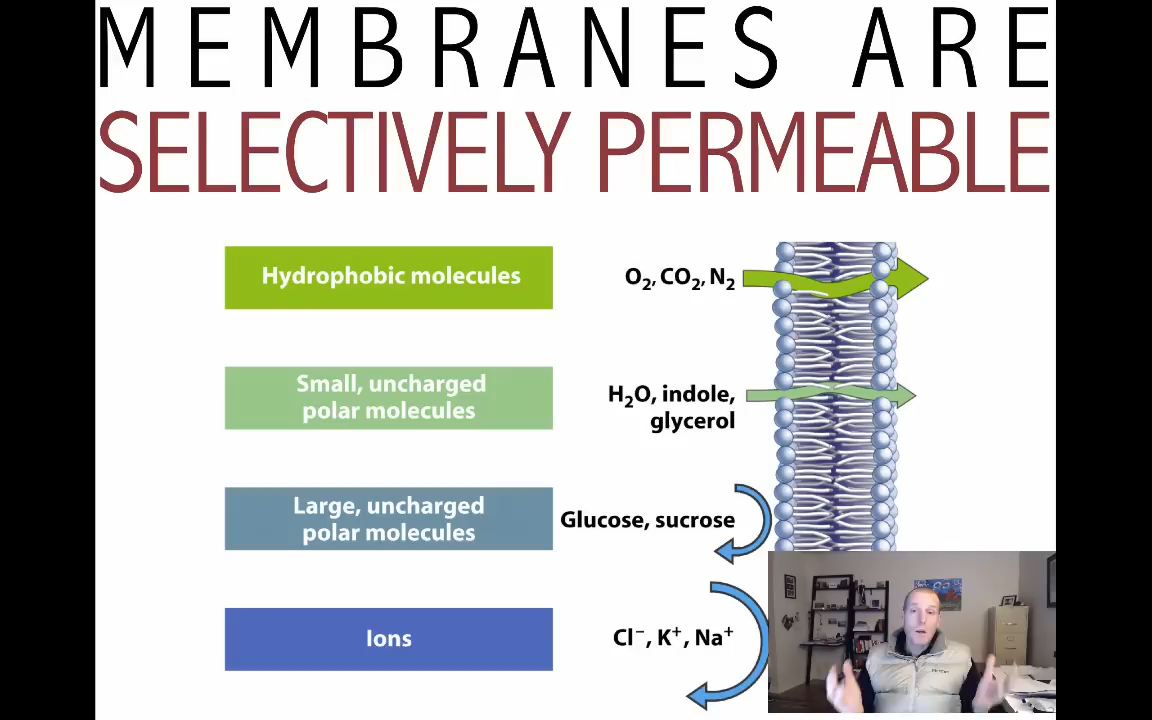 MEMBRANES ARE
SELECTIVELY PERMEABLE
Hydrophobic molecules
O₂, CO₂, N₂
Small, uncharged
polar molecules
H₂O, indole,
glycerol
Large, uncharged
polar molecules
Glucose, sucrose
Ions
Cl⁻, K⁺, Na⁺